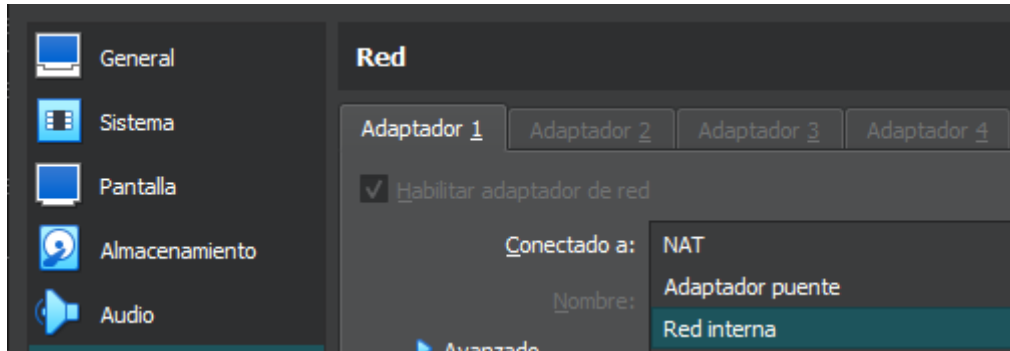 General
Sistema
Pantalla
Almacenamiento
Audio
Red
Adaptador 1 Adaptador 2 Adaptador 3 Adaptador 4
Habilitar adaptador de red
Conectado a: NAT
Nombre: Adaptador puente
Red interna
Avanzado